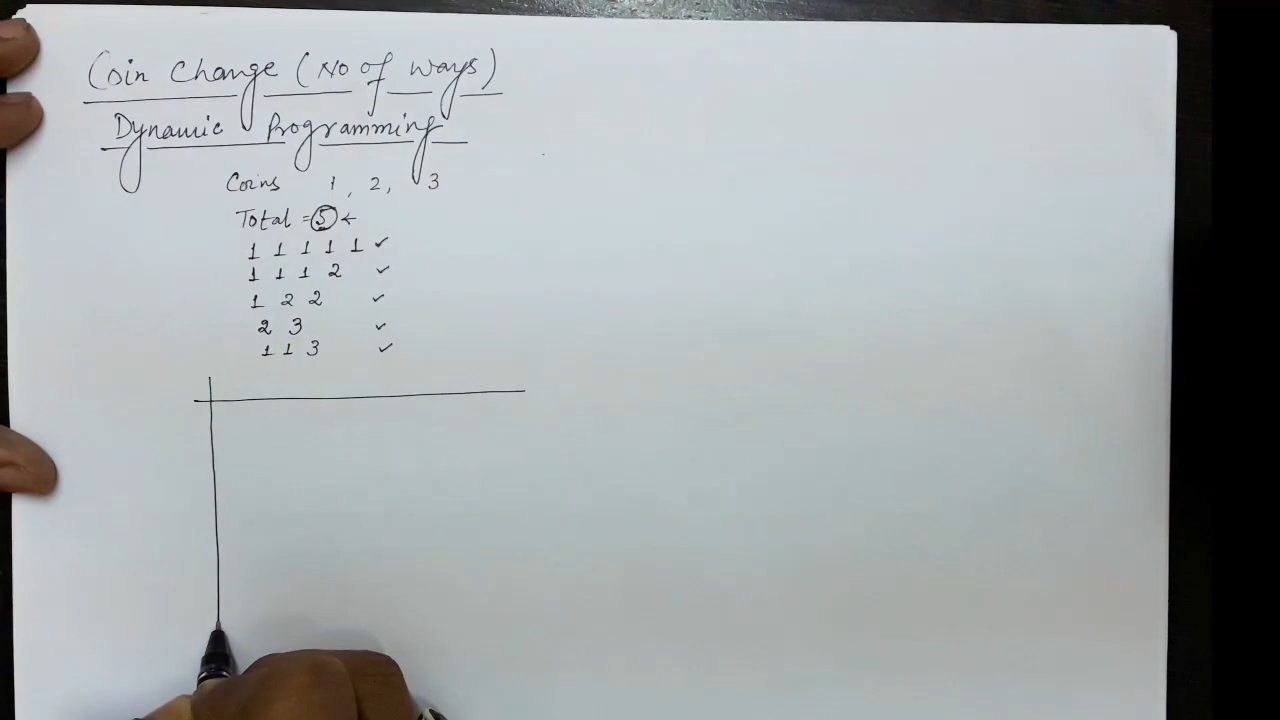 Coin Change (No of ways)
Dynamic Programming
Coins 1, 2, 3
Total = 5 ←
1 1 1 1 1 ✓
1 1 1 2 ✓
1 2 2 ✓
2 3 ✓
1 1 3 ✓